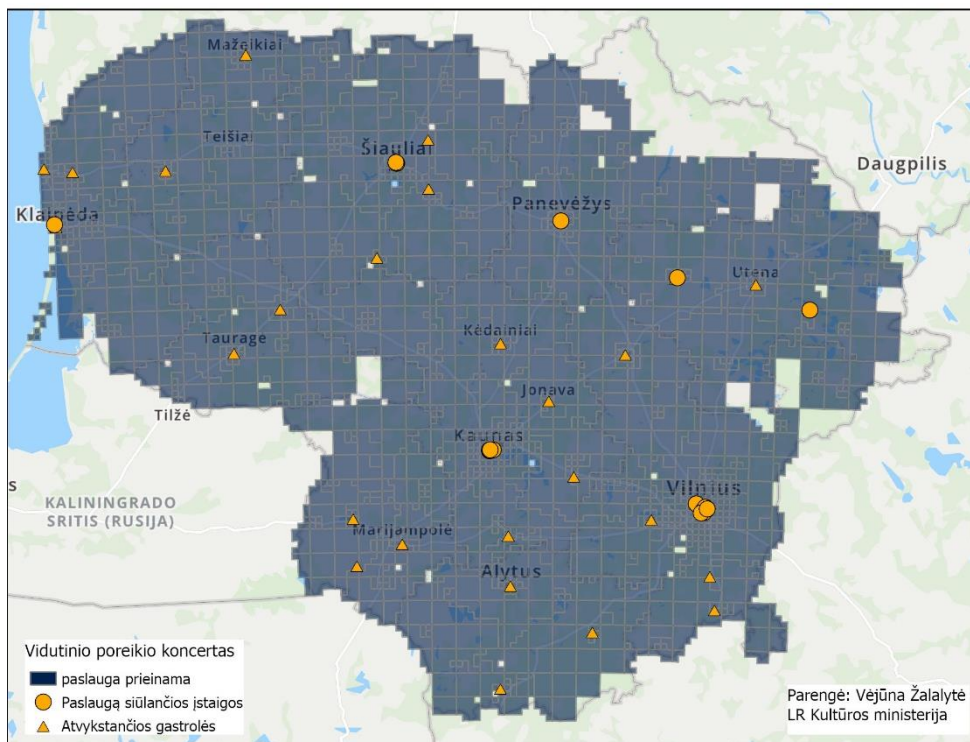 Mažeikiai
Telšiai
Šiauliai
Daugpilis
Klaipėda
Panevėžys
Utena
Kėdainiai
Tauragė
Jonava
Tilžė
Kaunas
s
Vilnius
KALININGRADO
SRITIS (RUSIJA)
Marijampolė
Alytus
Vidutinio poreikio koncertas
paslauga prieinama
Paslaugą siūlančios įstaigos
Atvykstančios gastrolės
Parengė: Vėjūna Žalalytė
LR Kultūros ministerija